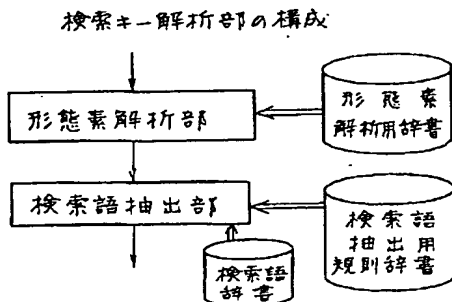 検索キー解析部の構成
形態素解析部
形態素
解析用辞書
検索語抽出部
検索語
抽出用
規則辞書
検索語
辞書